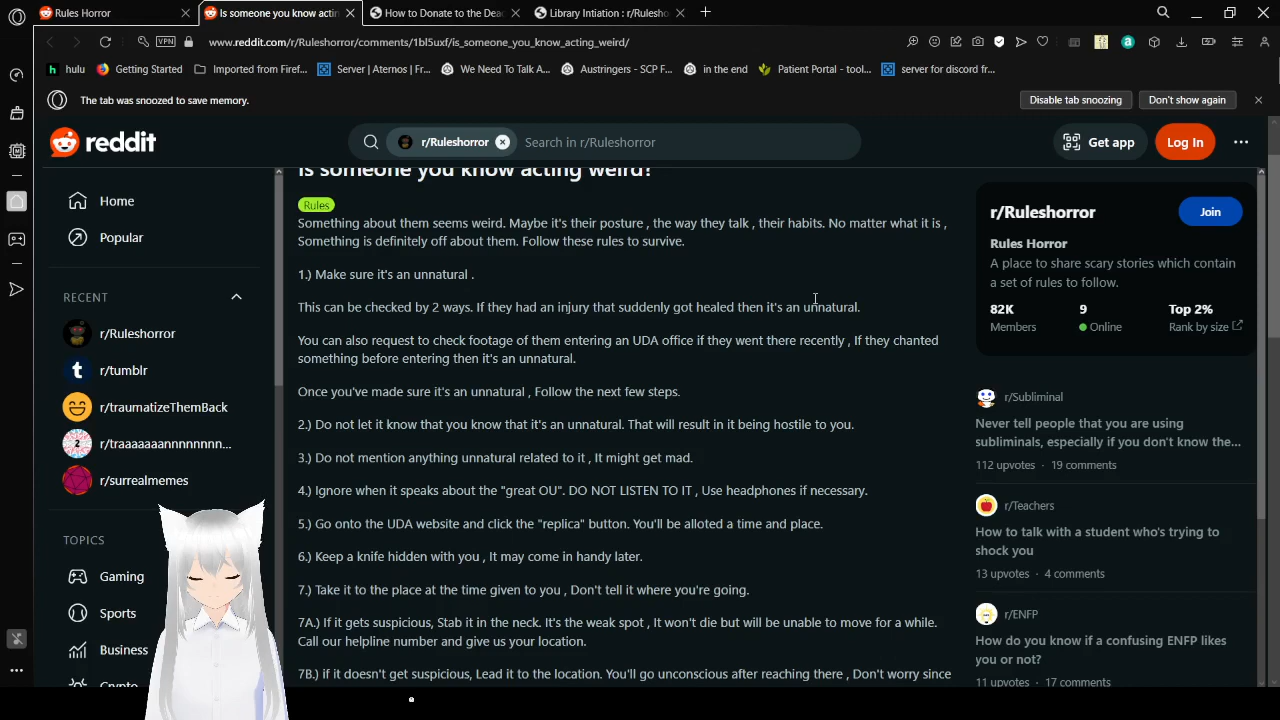 Rules Horror
Is someone you know acting
How to Donate to the Dea
Library Intiation : r/Rulesho
VPN
www.reddit.com/r/Ruleshorror/comments/1bl5uxf/is_someone_you_know_acting_weird/
h hulu
Getting Started
Imported from Firef...
Server | Aternos | Fr...
We Need To Talk A...
Austringers - SCP F...
in the end
Patient Portal - tool...
server for discord fr...
The tab was snoozed to save memory.
Disable tab snoozing
Don't show again
reddit
r/Ruleshorror
Search in r/Ruleshorror
Get app
Log In
Home
Popular
RECENT
r/Ruleshorror
r/tumblr
r/traumatizeThemBack
r/traaaaaaannnnnnnn...
r/surrealmemes
TOPICS
Gaming
Sports
Business
Is someone you know acting weird?
Rules
Something about them seems weird. Maybe it's their posture , the way they talk , their habits. No matter what it is ,
Something is definitely off about them. Follow these rules to survive.
1.) Make sure it's an unnatural .
This can be checked by 2 ways. If they had an injury that suddenly got healed then it's an unnatural.
You can also request to check footage of them entering an UDA office if they went there recently , If they chanted
something before entering then it's an unnatural.
Once you've made sure it's an unnatural , Follow the next few steps.
2.) Do not let it know that you know that it's an unnatural. That will result in it being hostile to you.
3.) Do not mention anything unnatural related to it , It might get mad.
4.) Ignore when it speaks about the "great OU". DO NOT LISTEN TO IT , Use headphones if necessary.
5.) Go onto the UDA website and click the "replica" button. You'll be alloted a time and place.
6.) Keep a knife hidden with you , It may come in handy later.
7.) Take it to the place at the time given to you , Don't tell it where you're going.
7A.) If it gets suspicious, Stab it in the neck. It's the weak spot , It won't die but will be unable to move for a while.
Call our helpline number and give us your location.
7B.) if it doesn't get suspicious, Lead it to the location. You'll go unconscious after reaching there , Don't worry since
r/Ruleshorror
Join
Rules Horror
A place to share scary stories which contain
a set of rules to follow.
82K
9
Top 2%
Members
Online
Rank by size
r/Subliminal
Never tell people that you are using
subliminals, especially if you don't know the...
112 upvotes · 19 comments
r/Teachers
How to talk with a student who's trying to
shock you
13 upvotes · 4 comments
r/ENFP
How do you know if a confusing ENFP likes
you or not?
11 upvotes · 17 comments